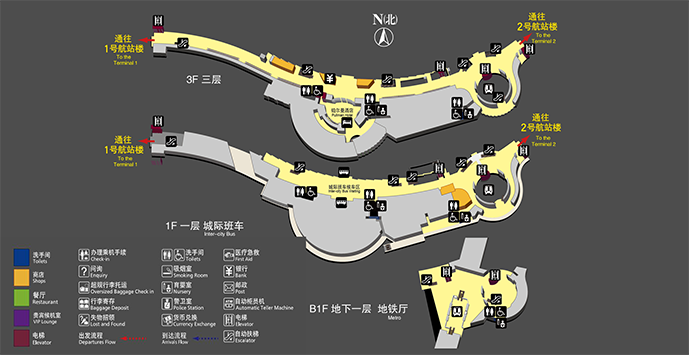 N(北)
通往
1号航站楼
To the
Terminal 1
通往
2号航站楼
To the
Terminal 2
3F 三层
铂尔曼酒店
Pullman Hotel
通往
1号航站楼
To the
Terminal 1
通往
2号航站楼
To the
Terminal 2
城际班车候车区
Inter-city Bus Waiting
1F 一层 城际班车
Inter-city Bus
洗手间
Toilets
商店
Shops
餐厅
Restaurant
贵宾候机室
VIP Lounge
电梯
Elevator
办理乘机手续
Check-in
问询
Enquiry
超规行李托运
Oversized Baggage Check in
行李寄存
Baggage Deposit
失物招领
Lost and Found
出发流程
Departures Flow
洗手间
Toilets
吸烟室
Smoking Room
育婴室
Nursery
警卫室
Police Station
货币兑换
Currency Exchange
到达流程
Arrivals Flow
医疗急救
First Aid
银行
Bank
邮政
Post
自动柜员机
Automatic Teller Machine
电梯
Elevator
自动扶梯
Escalator
B1F 地下一层 地铁厅
Metro